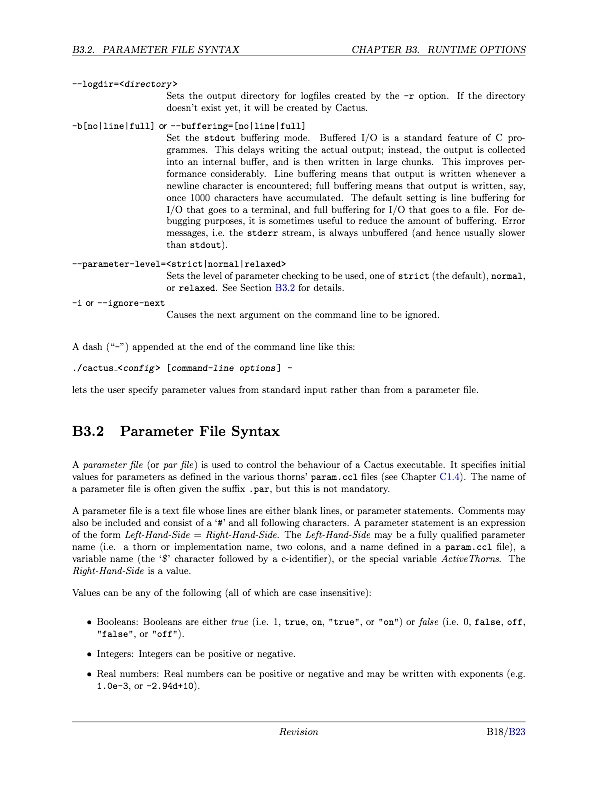 B3.2. PARAMETER FILE SYNTAX CHAPTER B3. RUNTIME OPTIONS
--logdir=<directory>
Sets the output directory for logfiles created by the -r option. If the directory
doesn't exist yet, it will be created by Cactus.
-b[no|line|full] or --buffering=[no|line|full]
Set the stdout buffering mode. Buffered I/O is a standard feature of C pro-
grammes. This delays writing the actual output; instead, the output is collected
into an internal buffer, and is then written in large chunks. This improves per-
formance considerably. Line buffering means that output is written whenever a
newline character is encountered; full buffering means that output is written, say,
once 1000 characters have accumulated. The default setting is line buffering for
I/O that goes to a terminal, and full buffering for I/O that goes to a file. For de-
bugging purposes, it is sometimes useful to reduce the amount of buffering. Error
messages, i.e. the stderr stream, is always unbuffered (and hence usually slower
than stdout).
--parameter-level=<strict|normal|relaxed>
Sets the level of parameter checking to be used, one of strict (the default), normal,
or relaxed. See Section B3.2 for details.
-i or --ignore-next
Causes the next argument on the command line to be ignored.
A dash (“-”) appended at the end of the command line like this:
./cactus_<config> [command-line options] -
lets the user specify parameter values from standard input rather than from a parameter file.
B3.2 Parameter File Syntax
A parameter file (or par file) is used to control the behaviour of a Cactus executable. It specifies initial
values for parameters as defined in the various thorns' param.ccl files (see Chapter C1.4). The name of
a parameter file is often given the suffix .par, but this is not mandatory.
A parameter file is a text file whose lines are either blank lines, or parameter statements. Comments may
also be included and consist of a ‘#’ and all following characters. A parameter statement is an expression
of the form Left-Hand-Side = Right-Hand-Side. The Left-Hand-Side may be a fully qualified parameter
name (i.e. a thorn or implementation name, two colons, and a name defined in a param.ccl file), a
variable name (the ‘$’ character followed by a c-identifier), or the special variable ActiveThorns. The
Right-Hand-Side is a value.
Values can be any of the following (all of which are case insensitive):
• Booleans: Booleans are either true (i.e. 1, true, on, "true", or "on") or false (i.e. 0, false, off,
"false", or "off").
• Integers: Integers can be positive or negative.
• Real numbers: Real numbers can be positive or negative and may be written with exponents (e.g.
1.0e-3, or -2.94d+10).
Revision B18/B23